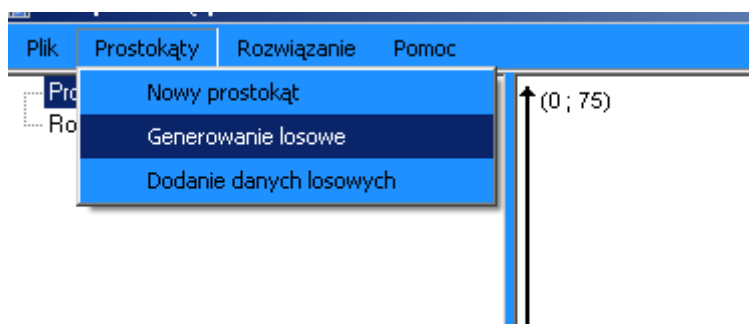 Plik Prostokąty Rozwiązanie Pomoc
Nowy prostokąt
(0 ; 75)
Generowanie losowe
Dodanie danych losowych